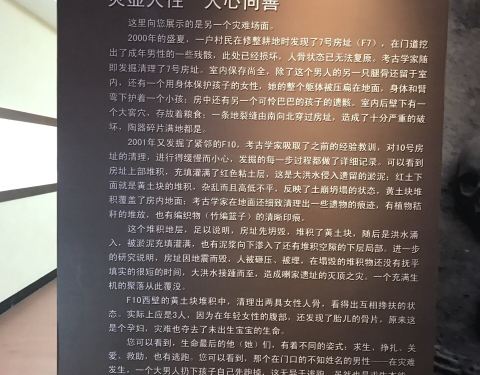 灵显人性 人心向善
这里向您展示的是另一个灾难场面。
2000年的盛夏，一户村民在修整耕地时发现了7号房址（F7），在门道挖
出了成年男性的一些残骸，此处已经损坏，人骨状态已无法复原。考古学家随
即发掘清理了7号房址。室内保存尚全，除了这个男人的另一只腿骨还留于室
内，还有一个用身体保护孩子的女性，她的整个躯体被压扁在地面，身体和臂
弯下护着一个小孩；房中还有另一个可怜巴巴的孩子的遗骸。室内后壁下有一
个大窖穴，存放着粮食；一条地裂缝由南向北穿过房址，造成了十分严重的破
坏，陶器碎片满地都是。
2001年又发掘了紧邻的F10，考古学家吸取了之前的经验教训，对10号房
址的清理，进行得缓慢而小心，发掘的每一步过程都做了详细记录。可以看到
房址上部堆积，充填灌满了红色粘土层，这是大洪水侵入遗留的淤泥；红土下
面就是黄土块的堆积，杂乱而且高低不平，反映了土崩坍塌的状态，黄土块堆
积覆盖了房内地面；考古学家在地面还细致清理出一些遗物的痕迹，有植物秸
秆的堆放，也有编织物（竹编篮子）的清晰印痕。
这个堆积地层，足以说明，房址先坍毁，堆积了黄土块，随后是洪水涌
入，被淤泥充填灌满，也有泥浆向下渗入了还有堆积空隙的下层局部。进一步
的研究说明，房址因地震而毁，人被砸压、被埋，在塌毁的堆积物还没有抚平
填实的很短的时间，大洪水接踵而至，造成喇家遗址的灭顶之灾。一个充满生
机的聚落从此覆没。
F10西壁的黄土块堆积中，清理出两具女性人骨，看得出互相搀扶的状
态。实际上应是3人，因为在年轻女性的腹部，还发现了胎儿的骨片，原来这
是个孕妇，灾难也夺去了未出生宝宝的生命。
您可以看到，生命最后的他（她）们，有着不同的姿式：求生、挣扎、关
爱、救助，也有逃跑。您可以看到，那个在门口的不知姓名的男性——在灾难
发生，一个大男人扔下孩子自己先跑掉，这无异于逃跑，虽然也是求生本能